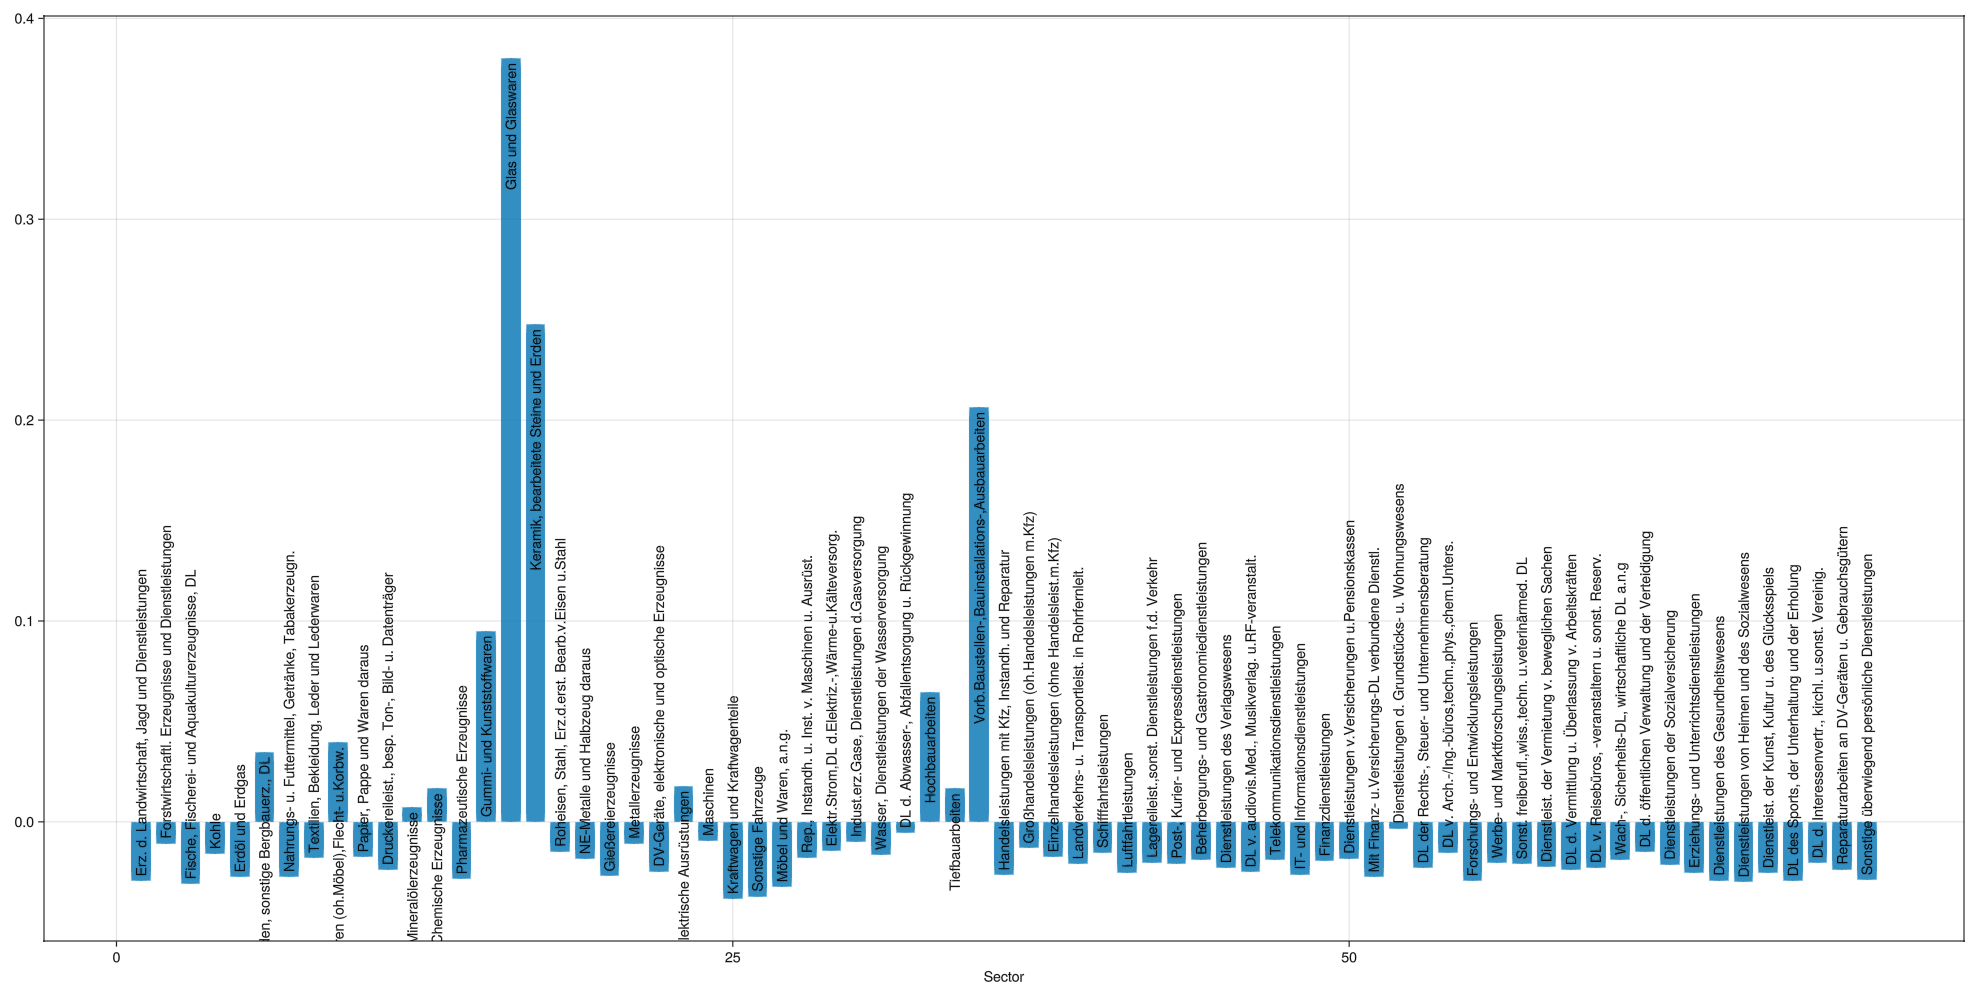 0.4
0.3
0.2
0.1
0.0
Erz. d. Landwirtschaft, Jagd und Dienstleistungen
Forstwirtschaftl. Erzeugnisse und Dienstleistungen
Fische, Fischerei- und Aquakulturerzeugnisse, DL
Kohle
Erdöl und Erdgas
sonstige Bergbauerz., DL
Nahrungs- u. Futtermittel, Getränke, Tabakerzeugn.
Textilien, Bekleidung, Leder und Lederwaren
(oh.Möbel),Flecht- u.Korbw.
Papier, Pappe und Waren daraus
Druckereileist., besp. Ton-, Bild- u. Datenträger
Mineralölerzeugnisse
Chemische Erzeugnisse
Pharmazeutische Erzeugnisse
Gummi- und Kunststoffwaren
Glas und Glaswaren
Keramik, bearbeitete Steine und Erden
Roheisen, Stahl, Erz.d.erst. Bearb.v.Eisen u.Stahl
NE-Metalle und Halbzeug daraus
Gießereierzeugnisse
Metallerzeugnisse
DV-Geräte, elektronische und optische Erzeugnisse
lektrische Ausrüstungen
Maschinen
Kraftwagen und Kraftwagenteile
Sonstige Fahrzeuge
Möbel und Waren, a.n.g.
Rep., Instandh. u. Inst. v. Maschinen u. Ausrüst.
Elektr.Strom,DL d.Elektriz.-,Wärme-u.Kälteversorg.
Indust.erz.Gase, Dienstleistungen d.Gasversorgung
Wasser, Dienstleistungen der Wasserversorgung
DL d. Abwasser-, Abfallentsorgung u. Rückgewinnung
Hochbauarbeiten
Tiefbauarbeiten
Vorb.Baustellen-,Bauinstallations-,Ausbauarbeiten
Handelsleistungen mit Kfz, Instandh. und Reparatur
Großhandelsleistungen (oh.Handelsleistungen m.Kfz)
Einzelhandelsleistungen (ohne Handelsleist.m.Kfz)
Landverkehrs- u. Transportleist. in Rohrfernleit.
Schifffahrtsleistungen
Luftfahrtleistungen
Lagereileist.,sonst. Dienstleistungen f.d. Verkehr
Post-, Kurier- und Expressdienstleistungen
Beherbergungs- und Gastronomiedienstleistungen
Dienstleistungen des Verlagswesens
DL v. audiovis.Med., Musikverlag. u.RF-veranstalt.
Telekommunikationsdienstleistungen
IT- und Informationsdienstleistungen
Finanzdienstleistungen
Dienstleistungen v.Versicherungen u.Pensionskassen
Mit Finanz- u.Versicherungs-DL verbundene Dienstl.
Dienstleistungen d. Grundstücks- u. Wohnungswesens
DL der Rechts-, Steuer- und Unternehmensberatung
DL v. Arch.-/Ing.-büros,techn.,phys.,chem.Unters.
Forschungs- und Entwicklungsleistungen
Werbe- und Marktforschungsleistungen
Sonst. freiberufl.,wiss.,techn. u.veterinärmed. DL
Dienstleist. der Vermietung v. beweglichen Sachen
DL d. Vermittlung u. Überlassung v. Arbeitskräften
DL v. Reisebüros, -veranstaltern u. sonst. Reserv.
Wach-, Sicherheits-DL, wirtschaftliche DL a.n.g
DL d. öffentlichen Verwaltung und der Verteidigung
Dienstleistungen der Sozialversicherung
Erziehungs- und Unterrichtsdienstleistungen
Dienstleistungen des Gesundheitswesens
Dienstleistungen von Heimen und des Sozialwesens
Dienstleist. der Kunst, Kultur u. des Glücksspiels
DL des Sports, der Unterhaltung und der Erholung
DL d. Interessenvertr., kirchl. u.sonst. Vereinig.
Reparaturarbeiten an DV-Geräten u. Gebrauchsgütern
Sonstige überwiegend persönliche Dienstleistungen
0
25
50
Sector